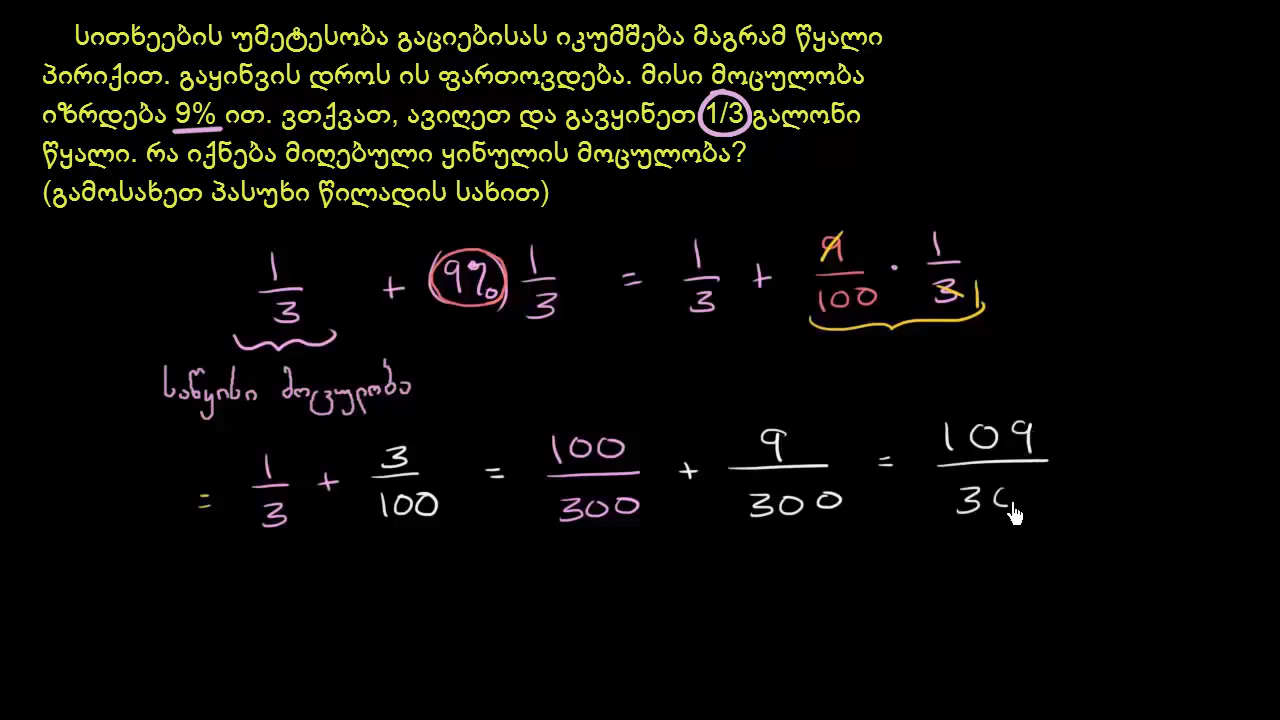 სითხეების უმეტესობა გაციებისას იკუმშება მაგრამ წყალი
პირიქით. გაყინვის დროს ის ფართოვდება. მისი მოცულობა
იზრდება 9% ით. ვთქვათ, ავიღეთ და გავყინეთ 1/3 გალონი
წყალი. რა იქნება მიღებული ყინულის მოცულობა?
(გამოსახეთ პასუხი წილადის სახით)
1/3 + (9%) 1/3 = 1/3 + 9/100 · 1/3 1
საწყისი მოცულობა
= 1/3 + 3/100 = 100/300 + 9/300 = 109/30